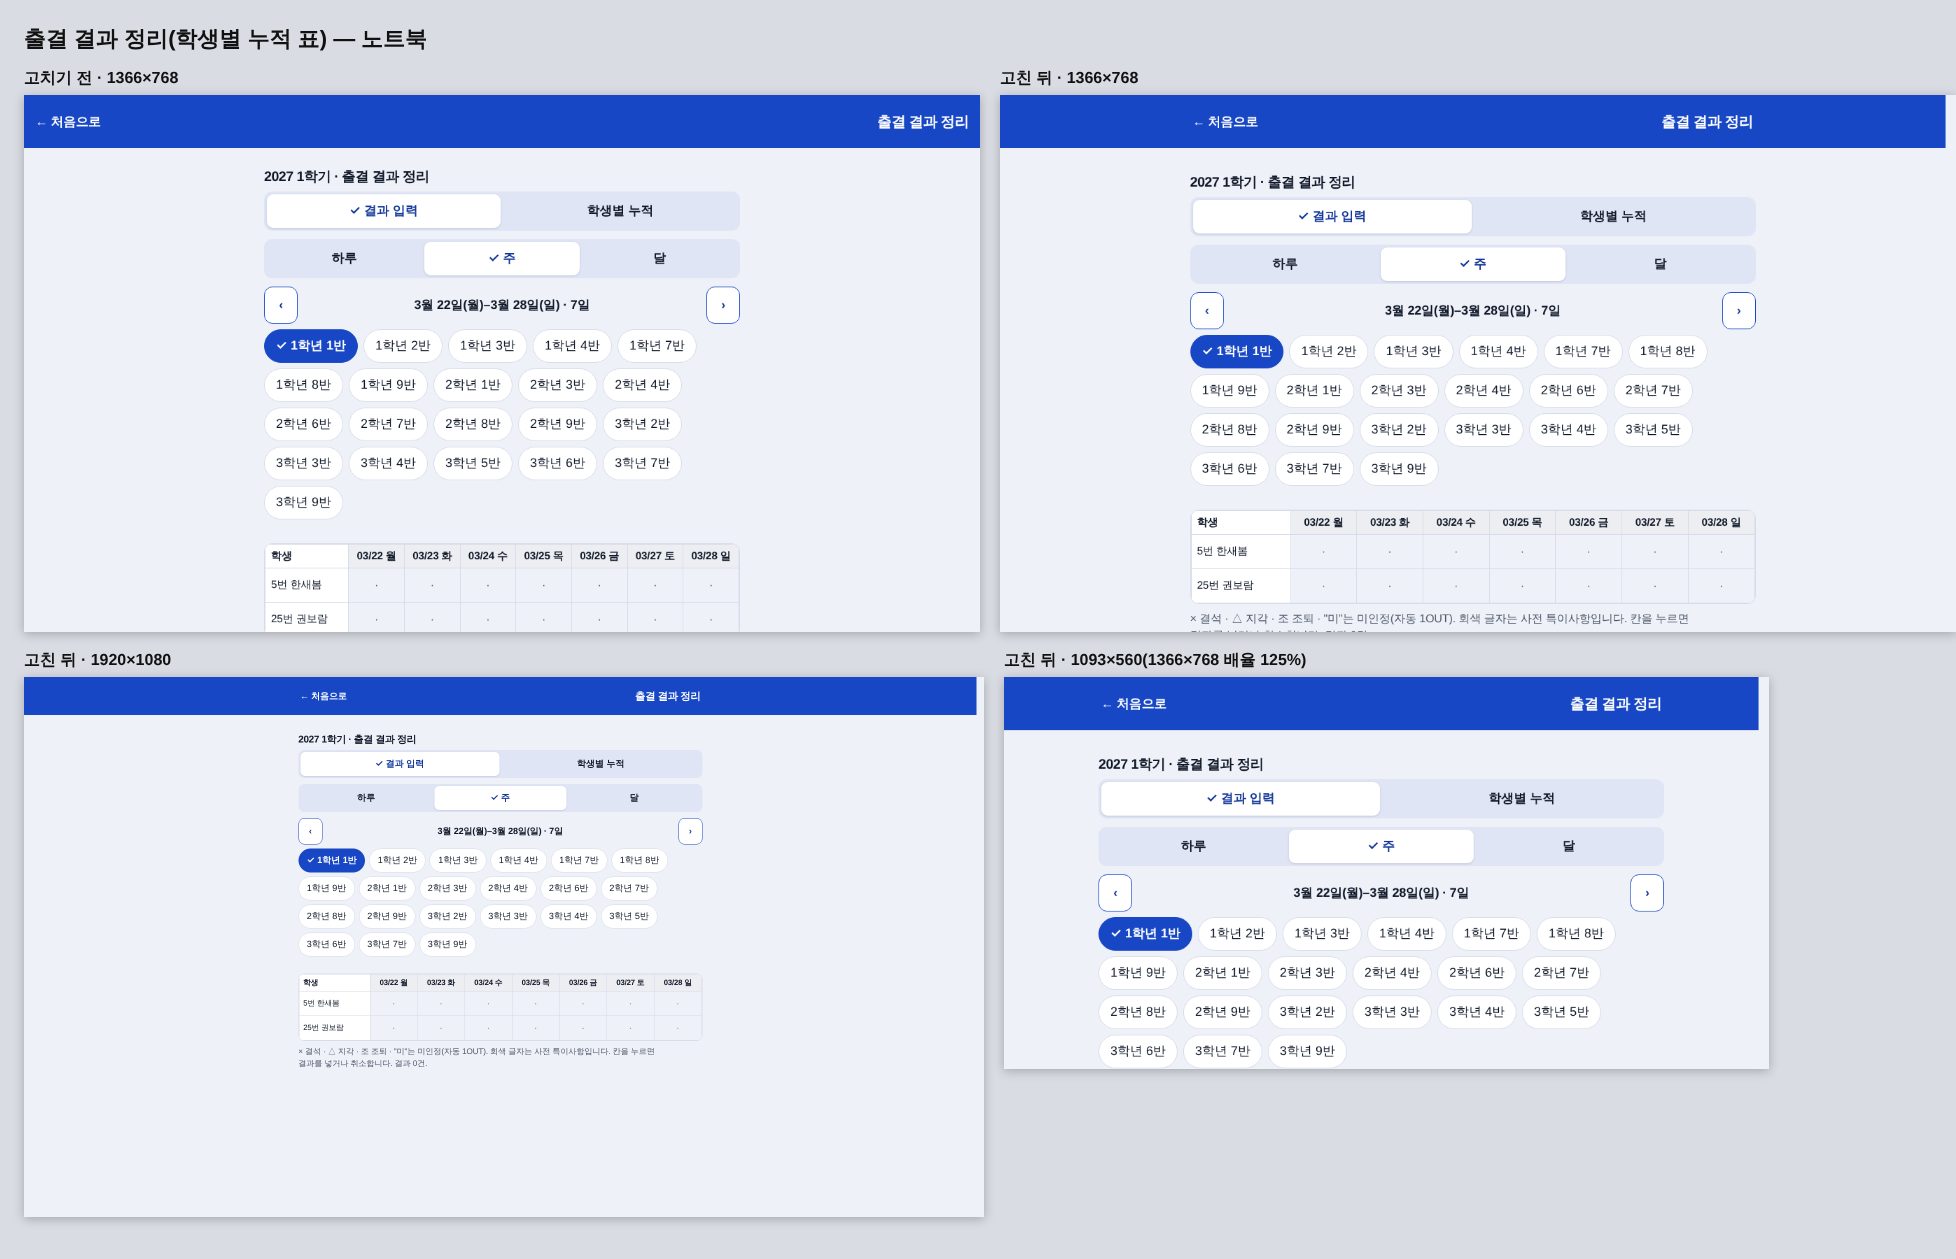 출결 결과 정리(학생별 누적 표) — 노트북
고치기 전 · 1366×768
← 처음으로 출결 결과 정리
2027 1학기 · 출결 결과 정리
✓ 결과 입력 학생별 누적
하루 ✓ 주 달
‹ 3월 22일(월)–3월 28일(일) · 7일 ›
✓ 1학년 1반 1학년 2반 1학년 3반 1학년 4반 1학년 7반
1학년 8반 1학년 9반 2학년 1반 2학년 3반 2학년 4반
2학년 6반 2학년 7반 2학년 8반 2학년 9반 3학년 2반
3학년 3반 3학년 4반 3학년 5반 3학년 6반 3학년 7반
3학년 9반
학생 03/22 월 03/23 화 03/24 수 03/25 목 03/26 금 03/27 토 03/28 일
5번 한새봄 · · · · · · ·
25번 권보람 · · · · · · ·
고친 뒤 · 1366×768
← 처음으로 출결 결과 정리
2027 1학기 · 출결 결과 정리
✓ 결과 입력 학생별 누적
하루 ✓ 주 달
‹ 3월 22일(월)–3월 28일(일) · 7일 ›
✓ 1학년 1반 1학년 2반 1학년 3반 1학년 4반 1학년 7반 1학년 8반
1학년 9반 2학년 1반 2학년 3반 2학년 4반 2학년 6반 2학년 7반
2학년 8반 2학년 9반 3학년 2반 3학년 3반 3학년 4반 3학년 5반
3학년 6반 3학년 7반 3학년 9반
학생 03/22 월 03/23 화 03/24 수 03/25 목 03/26 금 03/27 토 03/28 일
5번 한새봄 · · · · · · ·
25번 권보람 · · · · · · ·
× 결석 · △ 지각 · 조 조퇴 · "미"는 미인정(자동 1OUT). 회색 글자는 사전 특이사항입니다. 칸을 누르면
고친 뒤 · 1920×1080
← 처음으로 출결 결과 정리
2027 1학기 · 출결 결과 정리
✓ 결과 입력 학생별 누적
하루 ✓ 주 달
‹ 3월 22일(월)–3월 28일(일) · 7일 ›
✓ 1학년 1반 1학년 2반 1학년 3반 1학년 4반 1학년 7반 1학년 8반
1학년 9반 2학년 1반 2학년 3반 2학년 4반 2학년 6반 2학년 7반
2학년 8반 2학년 9반 3학년 2반 3학년 3반 3학년 4반 3학년 5반
3학년 6반 3학년 7반 3학년 9반
학생 03/22 월 03/23 화 03/24 수 03/25 목 03/26 금 03/27 토 03/28 일
5번 한새봄 · · · · · · ·
25번 권보람 · · · · · · ·
× 결석 · △ 지각 · 조 조퇴 · "미"는 미인정(자동 1OUT). 회색 글자는 사전 특이사항입니다. 칸을 누르면
결과를 넣거나 취소합니다. 결과 0건.
고친 뒤 · 1093×560(1366×768 배율 125%)
← 처음으로 출결 결과 정리
2027 1학기 · 출결 결과 정리
✓ 결과 입력 학생별 누적
하루 ✓ 주 달
‹ 3월 22일(월)–3월 28일(일) · 7일 ›
✓ 1학년 1반 1학년 2반 1학년 3반 1학년 4반 1학년 7반 1학년 8반
1학년 9반 2학년 1반 2학년 3반 2학년 4반 2학년 6반 2학년 7반
2학년 8반 2학년 9반 3학년 2반 3학년 3반 3학년 4반 3학년 5반
3학년 6반 3학년 7반 3학년 9반